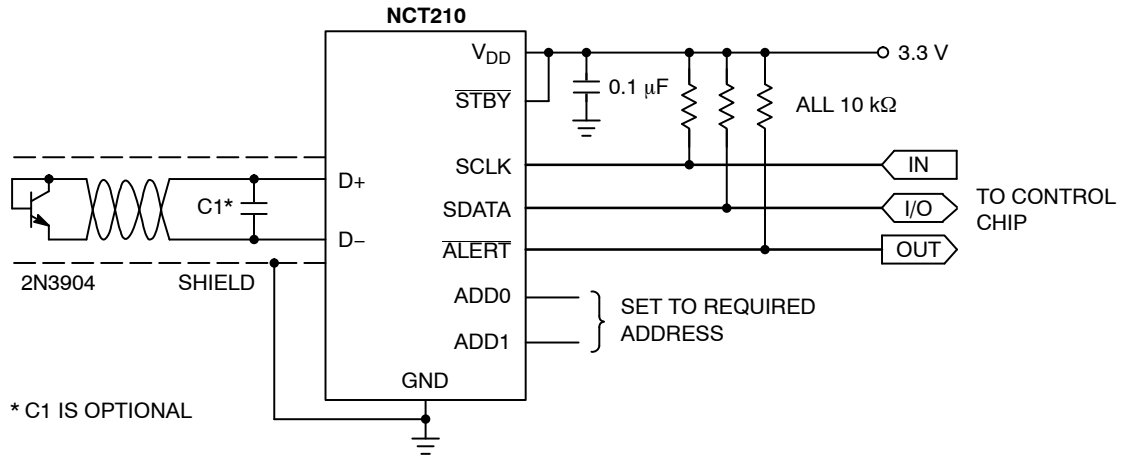 NCT210
VDD
3.3 V
STBY
0.1 μF
ALL 10 kΩ
SCLK
IN
D+
C1*
SDATA
I/O
TO CONTROL
CHIP
D−
ALERT
OUT
2N3904
SHIELD
ADD0
SET TO REQUIRED
ADDRESS
ADD1
GND
* C1 IS OPTIONAL